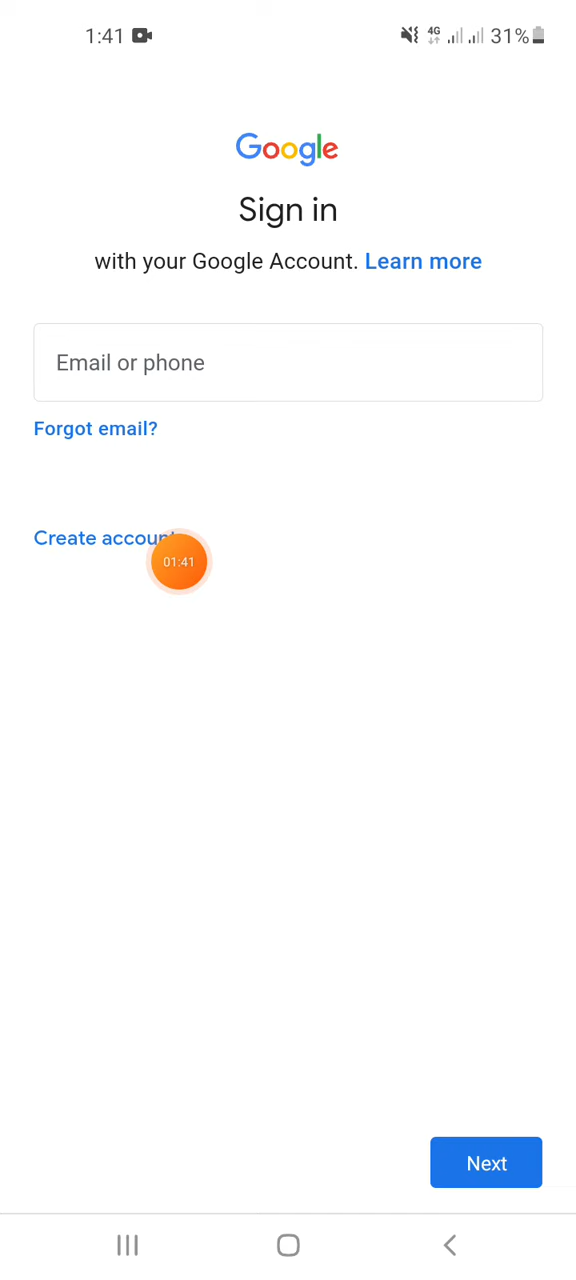 1:41 4G 31%
Google
Sign in
with your Google Account. Learn more
Email or phone
Forgot email?
Create account
01:41
Next